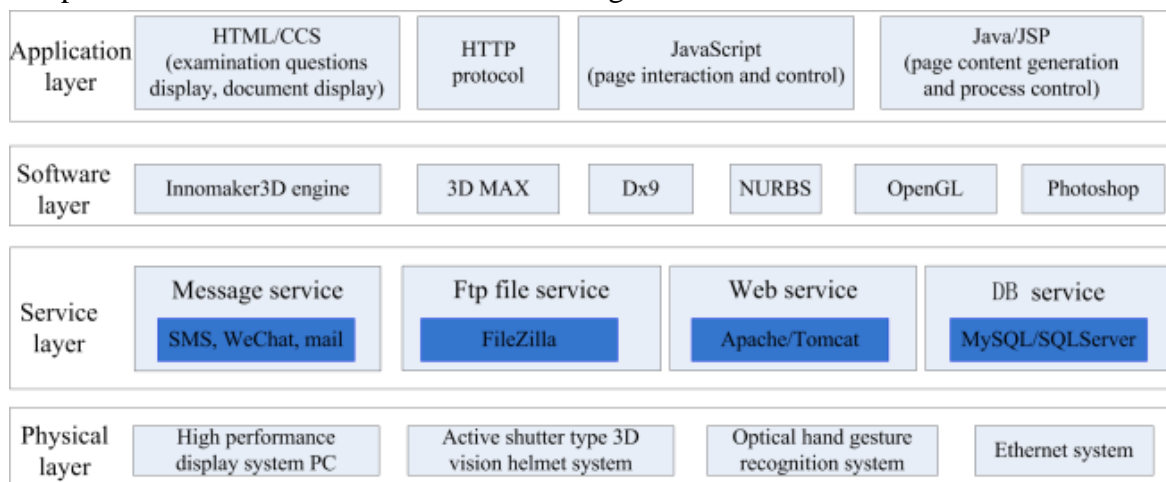 Application
layer
HTML/CCS
(examination questions
display, document display)
HTTP
protocol
JavaScript
(page interaction and control)
Java/JSP
(page content generation
and process control)
Software
layer
Innomaker3D engine
3D MAX
Dx9
NURBS
OpenGL
Photoshop
Service
layer
Message service
SMS, WeChat, mail
Ftp file service
FileZilla
Web service
Apache/Tomcat
DB service
MySQL/SQLServer
Physical
layer
High performance
display system PC
Active shutter type 3D
vision helmet system
Optical hand gesture
recognition system
Ethernet system